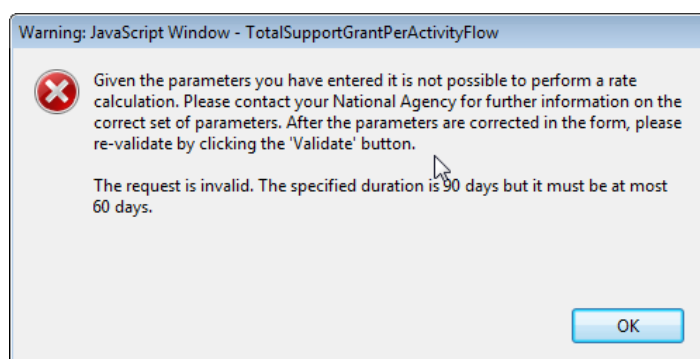 Warning: JavaScript Window - TotalSupportGrantPerActivityFlow
Given the parameters you have entered it is not possible to perform a rate
calculation. Please contact your National Agency for further information on the
correct set of parameters. After the parameters are corrected in the form, please
re-validate by clicking the 'Validate' button.
The request is invalid. The specified duration is 90 days but it must be at most
60 days.
OK